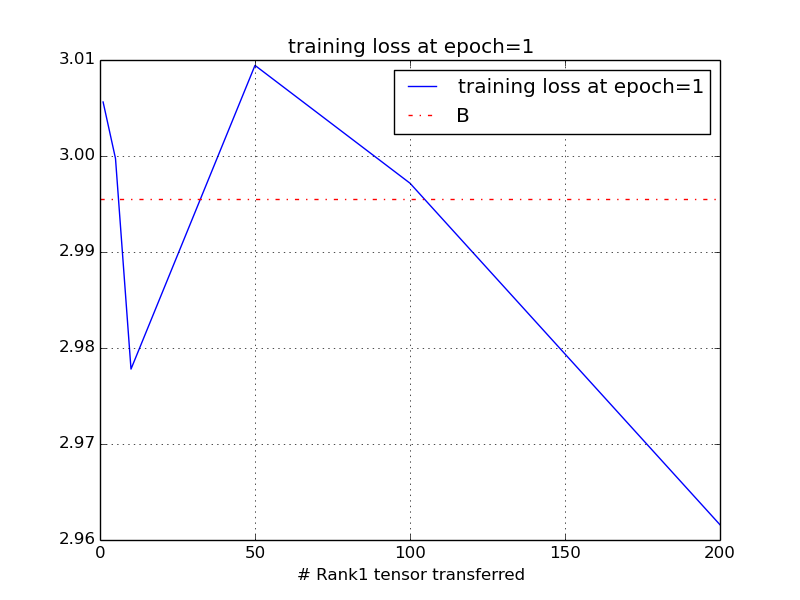 training loss at epoch=1
3.01
3.00
2.99
2.98
2.97
2.96
training loss at epoch=1
B
0 50 100 150 200
# Rank1 tensor transferred